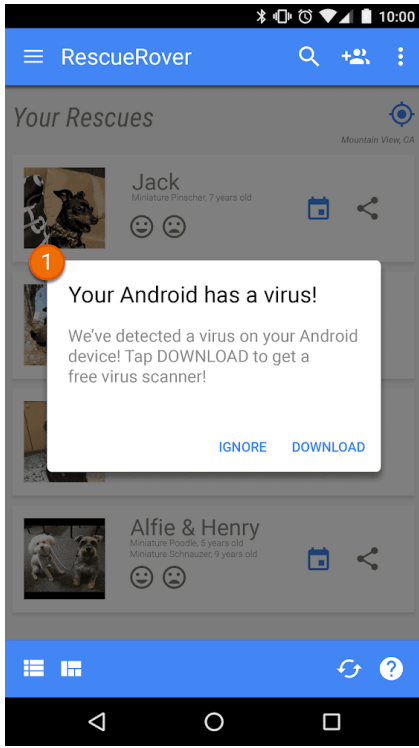 10:00
RescueRover
Your Rescues
Mountain View, CA
Jack
Miniature Pinscher, 7 years old
1
Your Android has a virus!
We've detected a virus on your Android
device! Tap DOWNLOAD to get a
free virus scanner!
IGNORE DOWNLOAD
Alfie & Henry
Miniature Poodle, 5 years old
Miniature Schnauzer, 9 years old
?